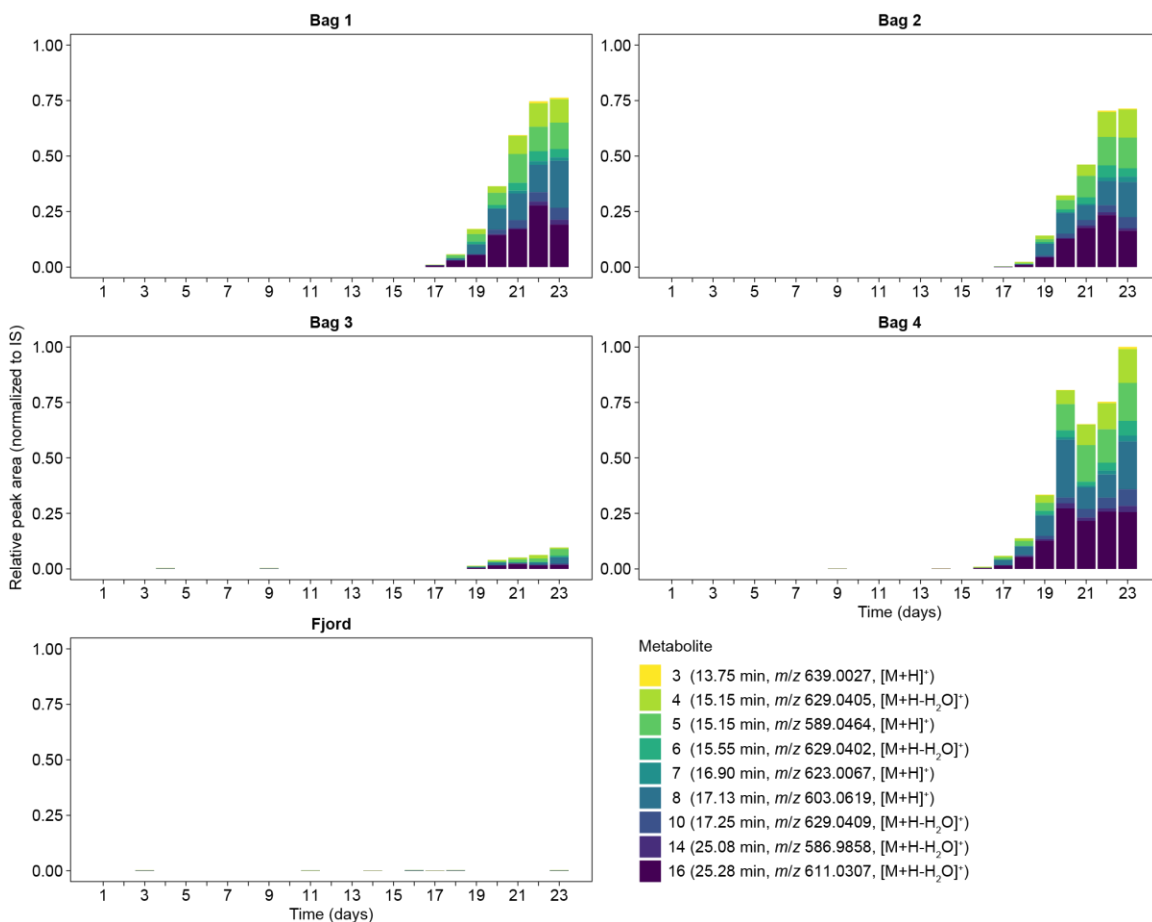 Bag 1
Bag 2
1.00
0.75
0.50
0.25
0.00
1 3 5 7 9 11 13 15 17 19 21 23
1.00
0.75
0.50
0.25
0.00
1 3 5 7 9 11 13 15 17 19 21 23
Bag 3
Bag 4
Relative peak area (normalized to IS)
1.00
0.75
0.50
0.25
0.00
1 3 5 7 9 11 13 15 17 19 21 23
1.00
0.75
0.50
0.25
0.00
1 3 5 7 9 11 13 15 17 19 21 23
Time (days)
Fjord
1.00
0.75
0.50
0.25
0.00
1 3 5 7 9 11 13 15 17 19 21 23
Time (days)
Metabolite
3 (13.75 min, m/z 639.0027, [M+H]⁺)
4 (15.15 min, m/z 629.0405, [M+H-H₂O]⁺)
5 (15.15 min, m/z 589.0464, [M+H]⁺)
6 (15.55 min, m/z 629.0402, [M+H-H₂O]⁺)
7 (16.90 min, m/z 623.0067, [M+H]⁺)
8 (17.13 min, m/z 603.0619, [M+H]⁺)
10 (17.25 min, m/z 629.0409, [M+H-H₂O]⁺)
14 (25.08 min, m/z 586.9858, [M+H-H₂O]⁺)
16 (25.28 min, m/z 611.0307, [M+H-H₂O]⁺)